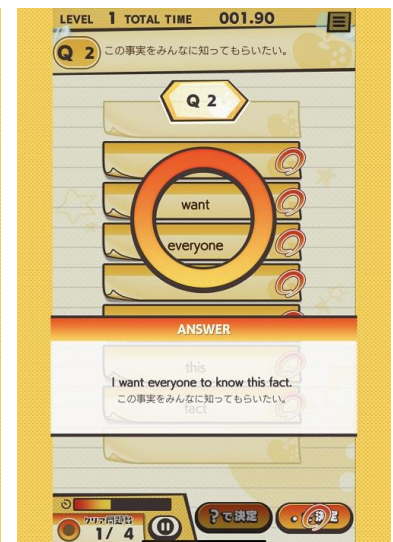 LEVEL 1 TOTAL TIME 001.90
Q 2 この事実をみんなに知ってもらいたい。
Q 2
want
everyone
ANSWER
this
I want everyone to know this fact.
この事実をみんなに知ってもらいたい。
fact
クリア問題数
1/ 4
?で決定